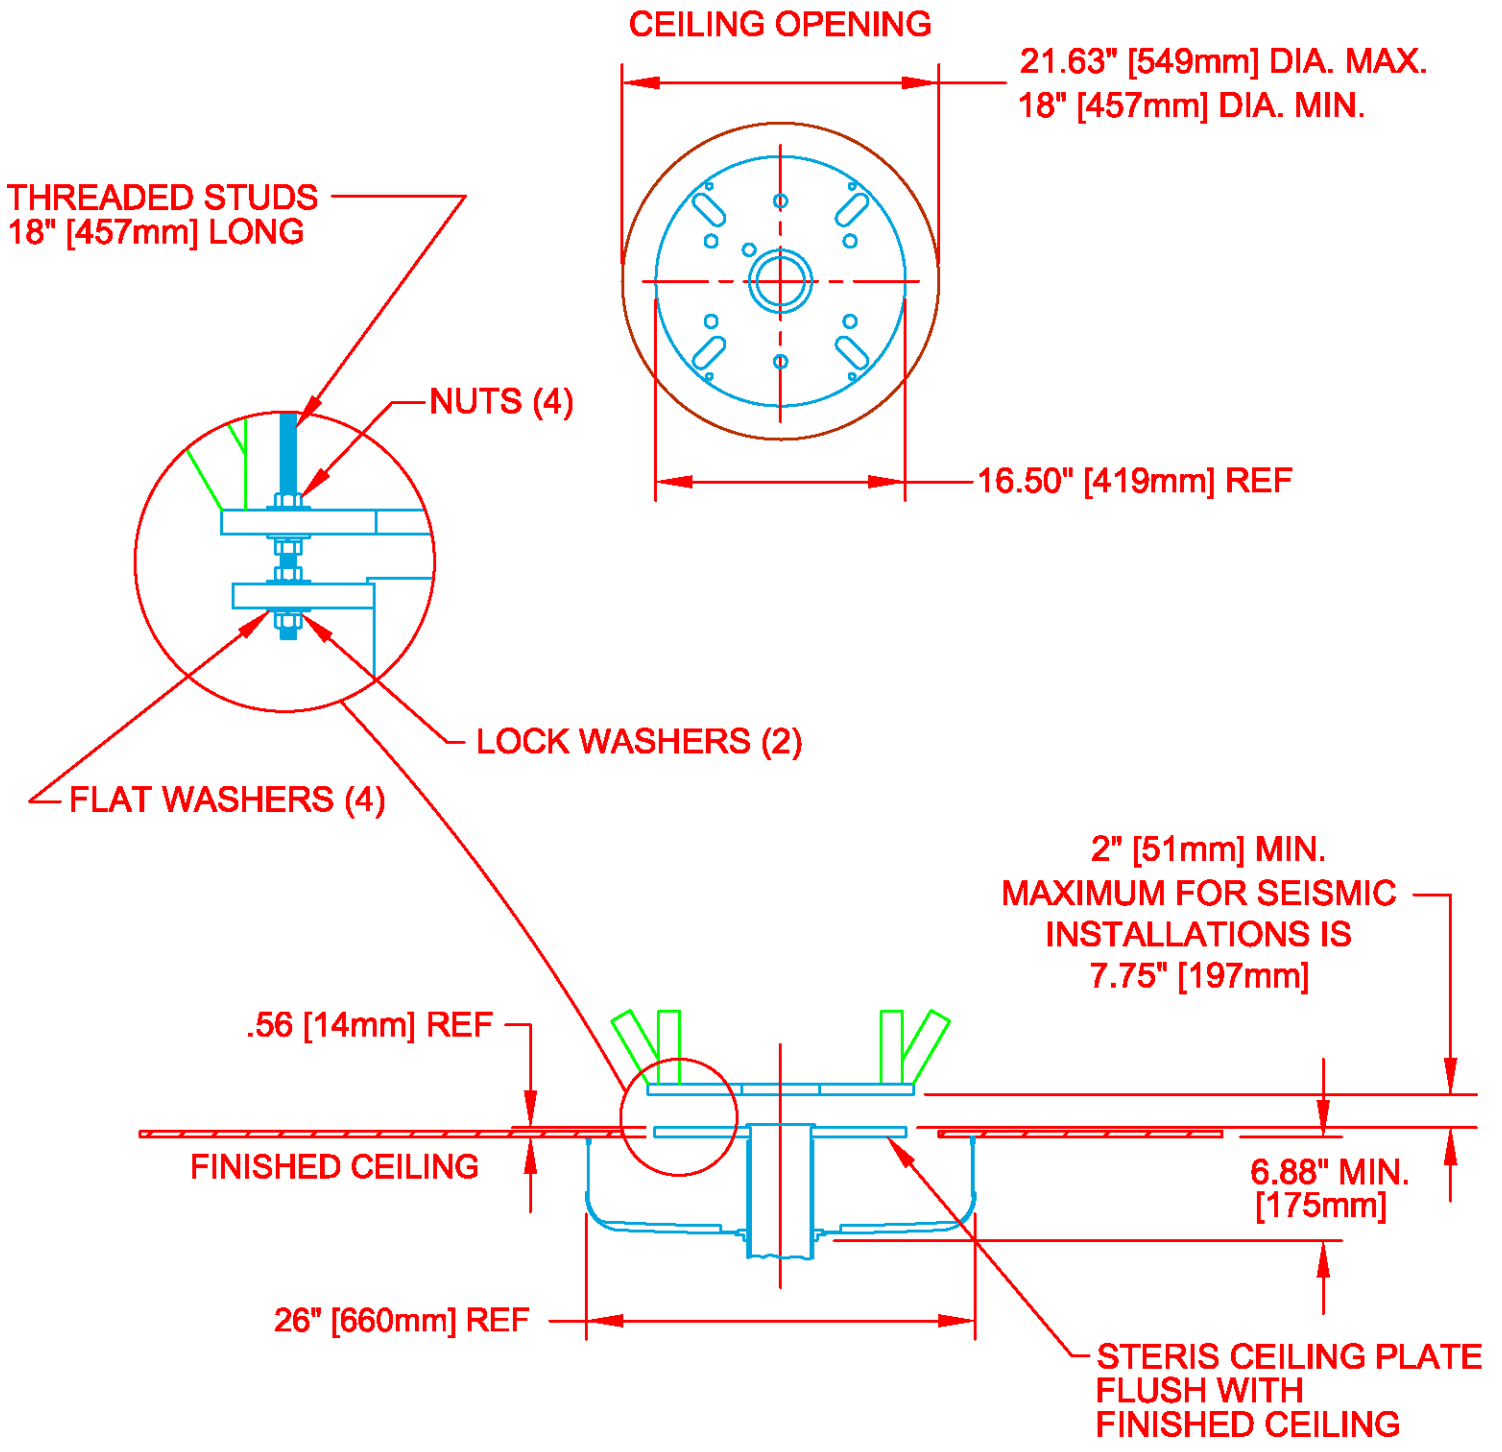 CEILING OPENING
21.63" [549mm] DIA. MAX.
18" [457mm] DIA. MIN.
THREADED STUDS
18" [457mm] LONG
NUTS (4)
16.50" [419mm] REF
LOCK WASHERS (2)
FLAT WASHERS (4)
2" [51mm] MIN.
MAXIMUM FOR SEISMIC
INSTALLATIONS IS
7.75" [197mm]
.56 [14mm] REF
FINISHED CEILING
6.88" MIN.
[175mm]
26" [660mm] REF
STERIS CEILING PLATE
FLUSH WITH
FINISHED CEILING